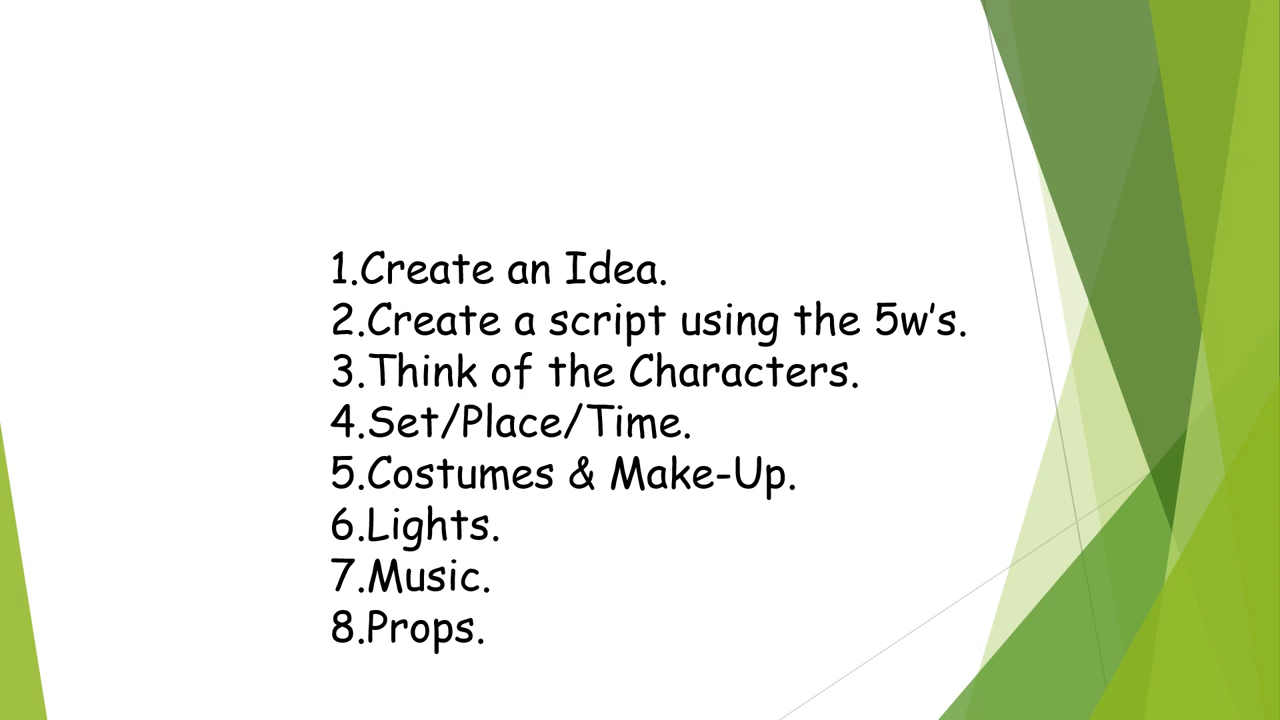 1.Create an Idea.
2.Create a script using the 5w’s.
3.Think of the Characters.
4.Set/Place/Time.
5.Costumes & Make-Up.
6.Lights.
7.Music.
8.Props.